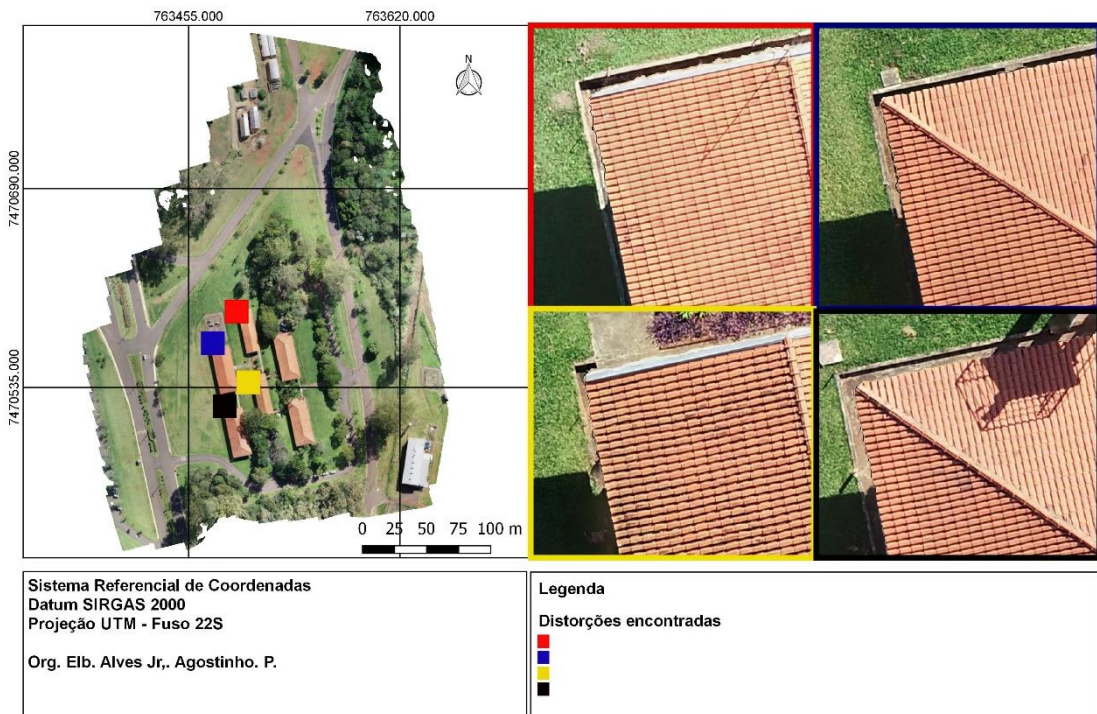 763455.000
763620.000
N
7470690.000
7470535.000
0 25 50 75 100 m
Sistema Referencial de Coordenadas
Datum SIRGAS 2000
Projeção UTM - Fuso 22S
Org. Elb. Alves Jr,. Agostinho. P.
Legenda
Distorções encontradas